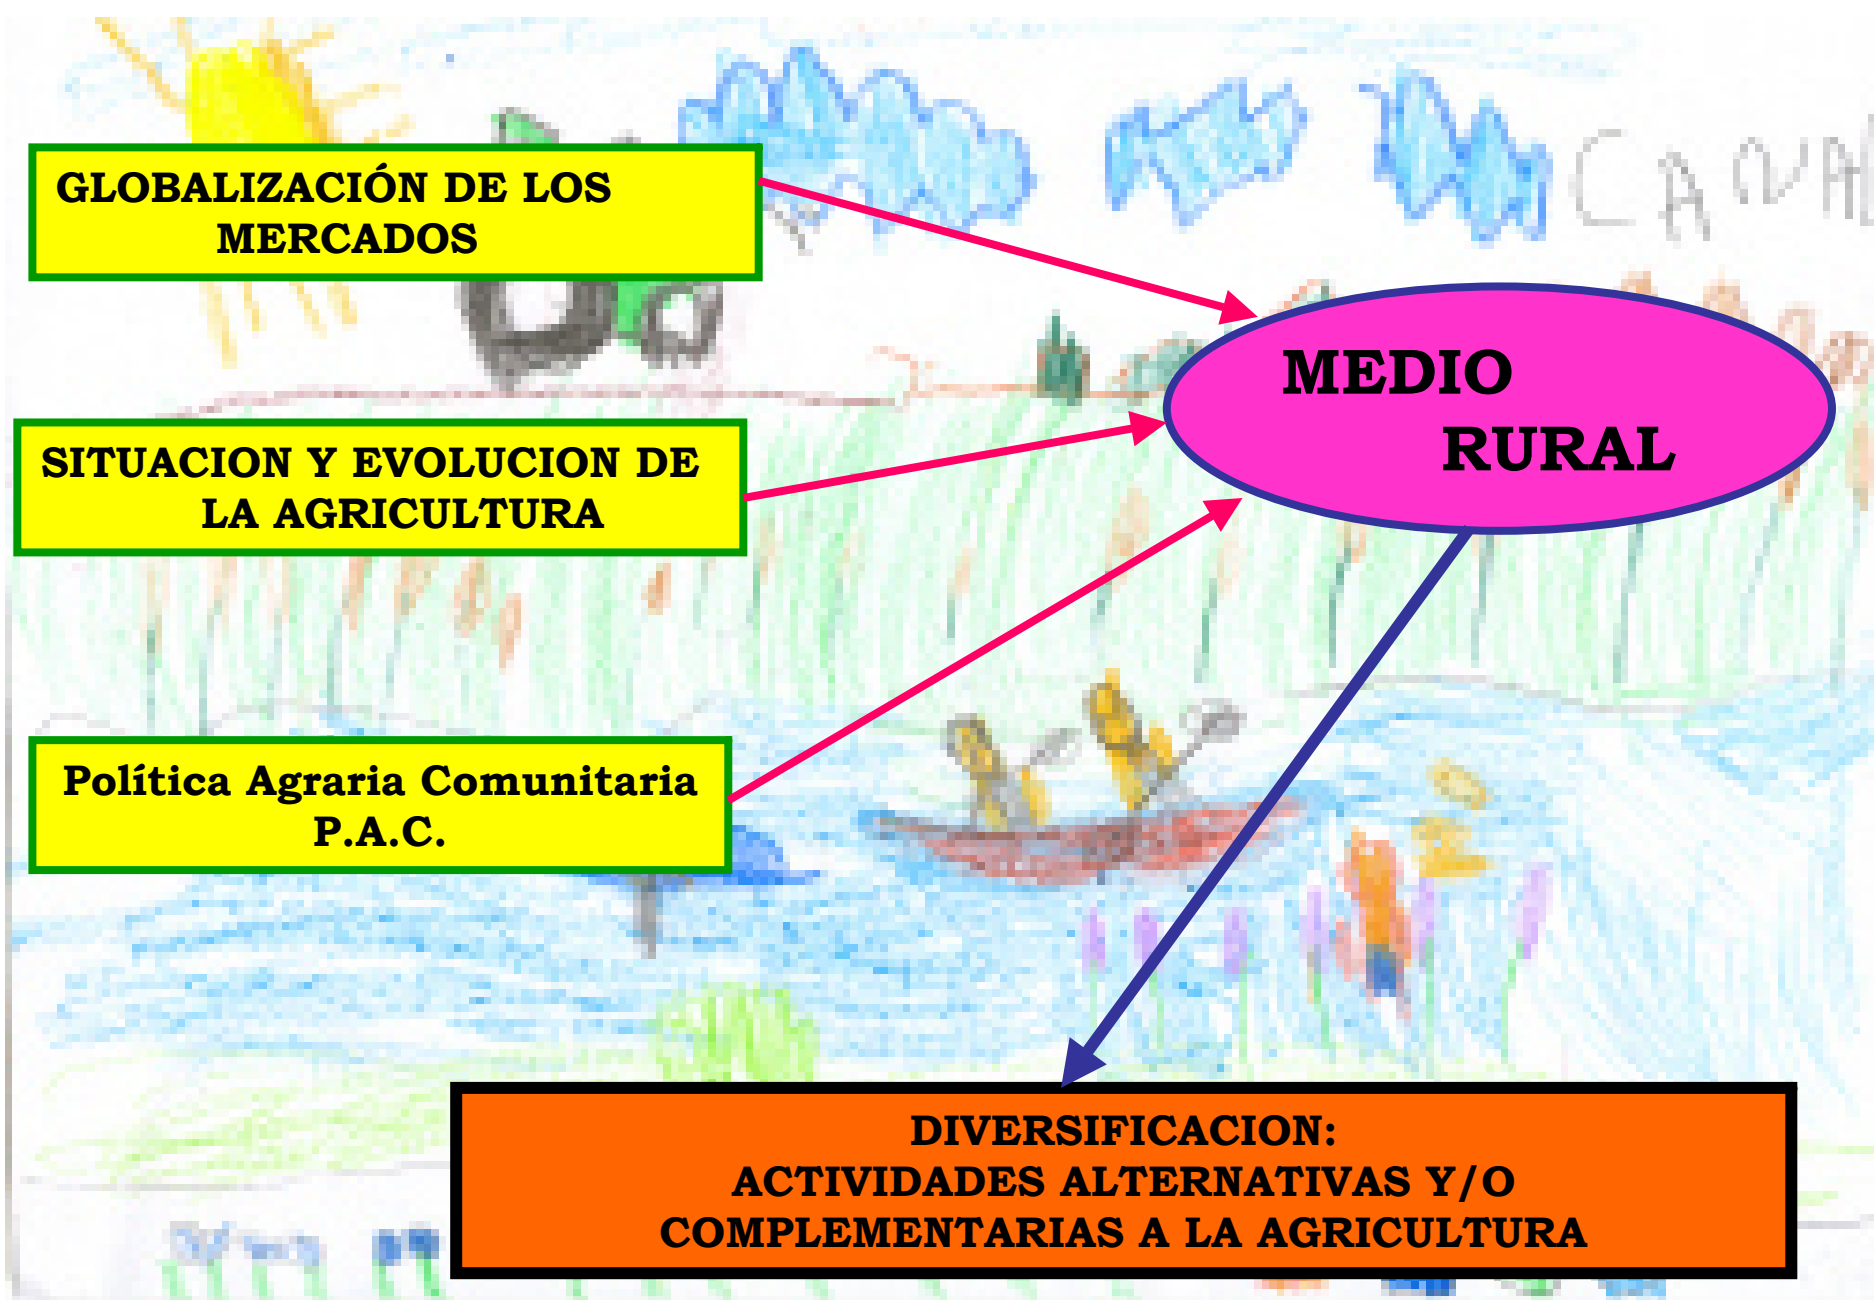 CANA
GLOBALIZACIÓN DE LOS
MERCADOS
MEDIO
RURAL
SITUACION Y EVOLUCION DE
LA AGRICULTURA
Política Agraria Comunitaria
P.A.C.
DIVERSIFICACION:
ACTIVIDADES ALTERNATIVAS Y/O
COMPLEMENTARIAS A LA AGRICULTURA